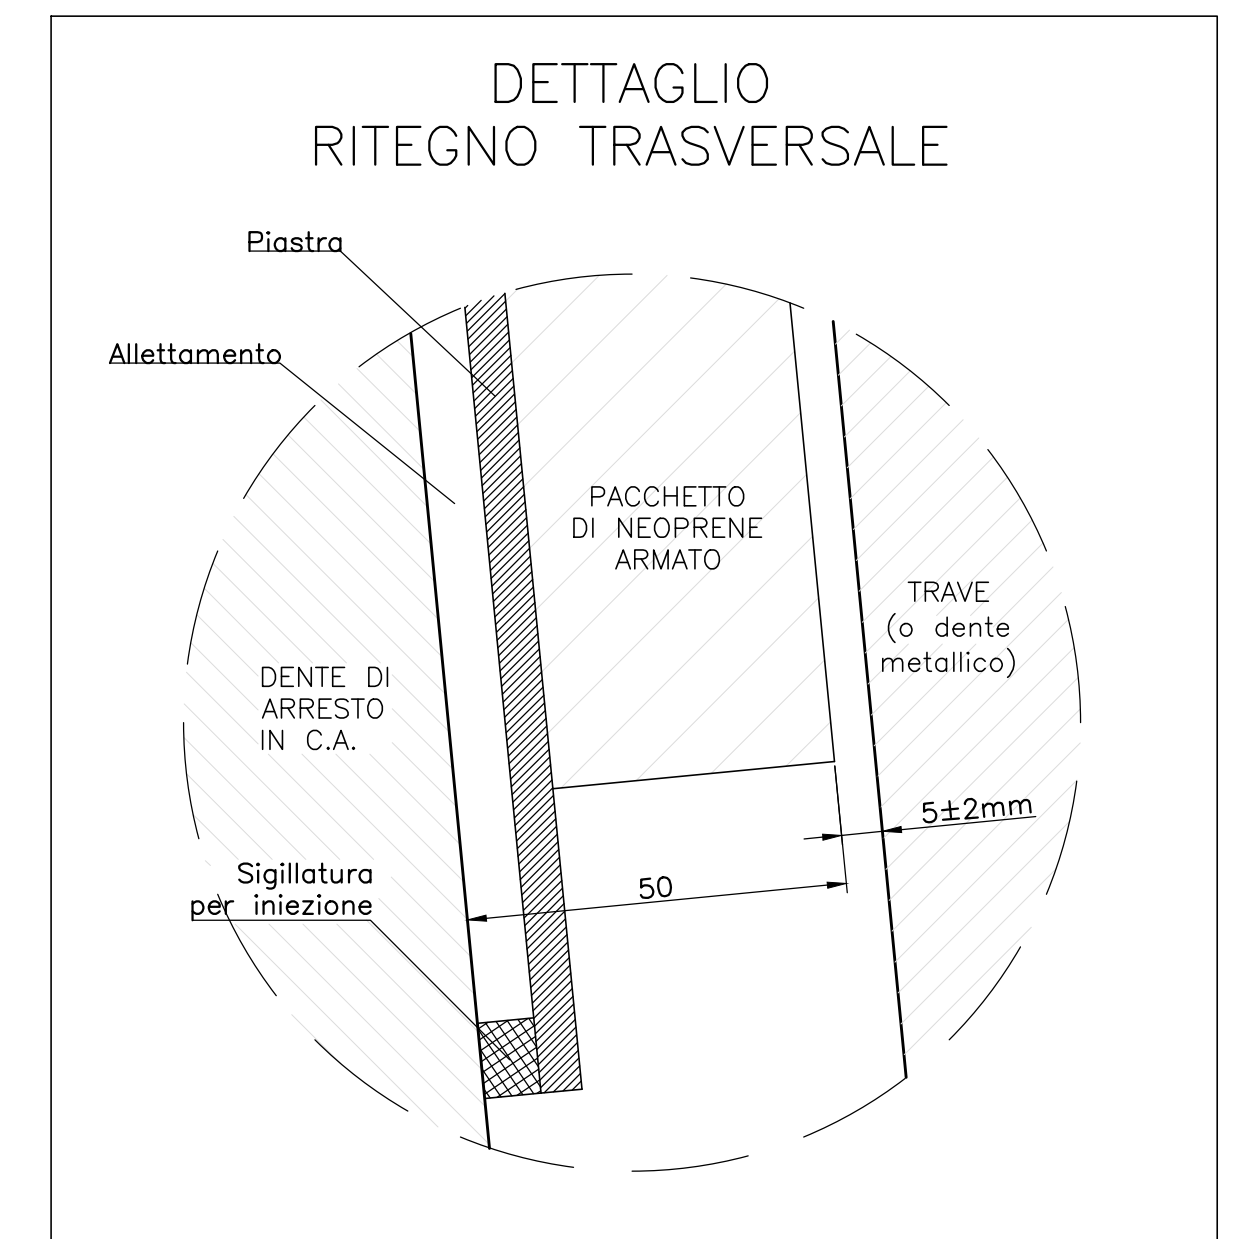 DETTAGLIO
RITEGNO TRASVERSALE
Piastra
Allettamento
PACCHETTO
DI NEOPRENE
ARMATO
TRAVE
(o dente
metallico)
DENTE DI
ARRESTO
IN C.A.
5±2mm
50
Sigillatura
per iniezione